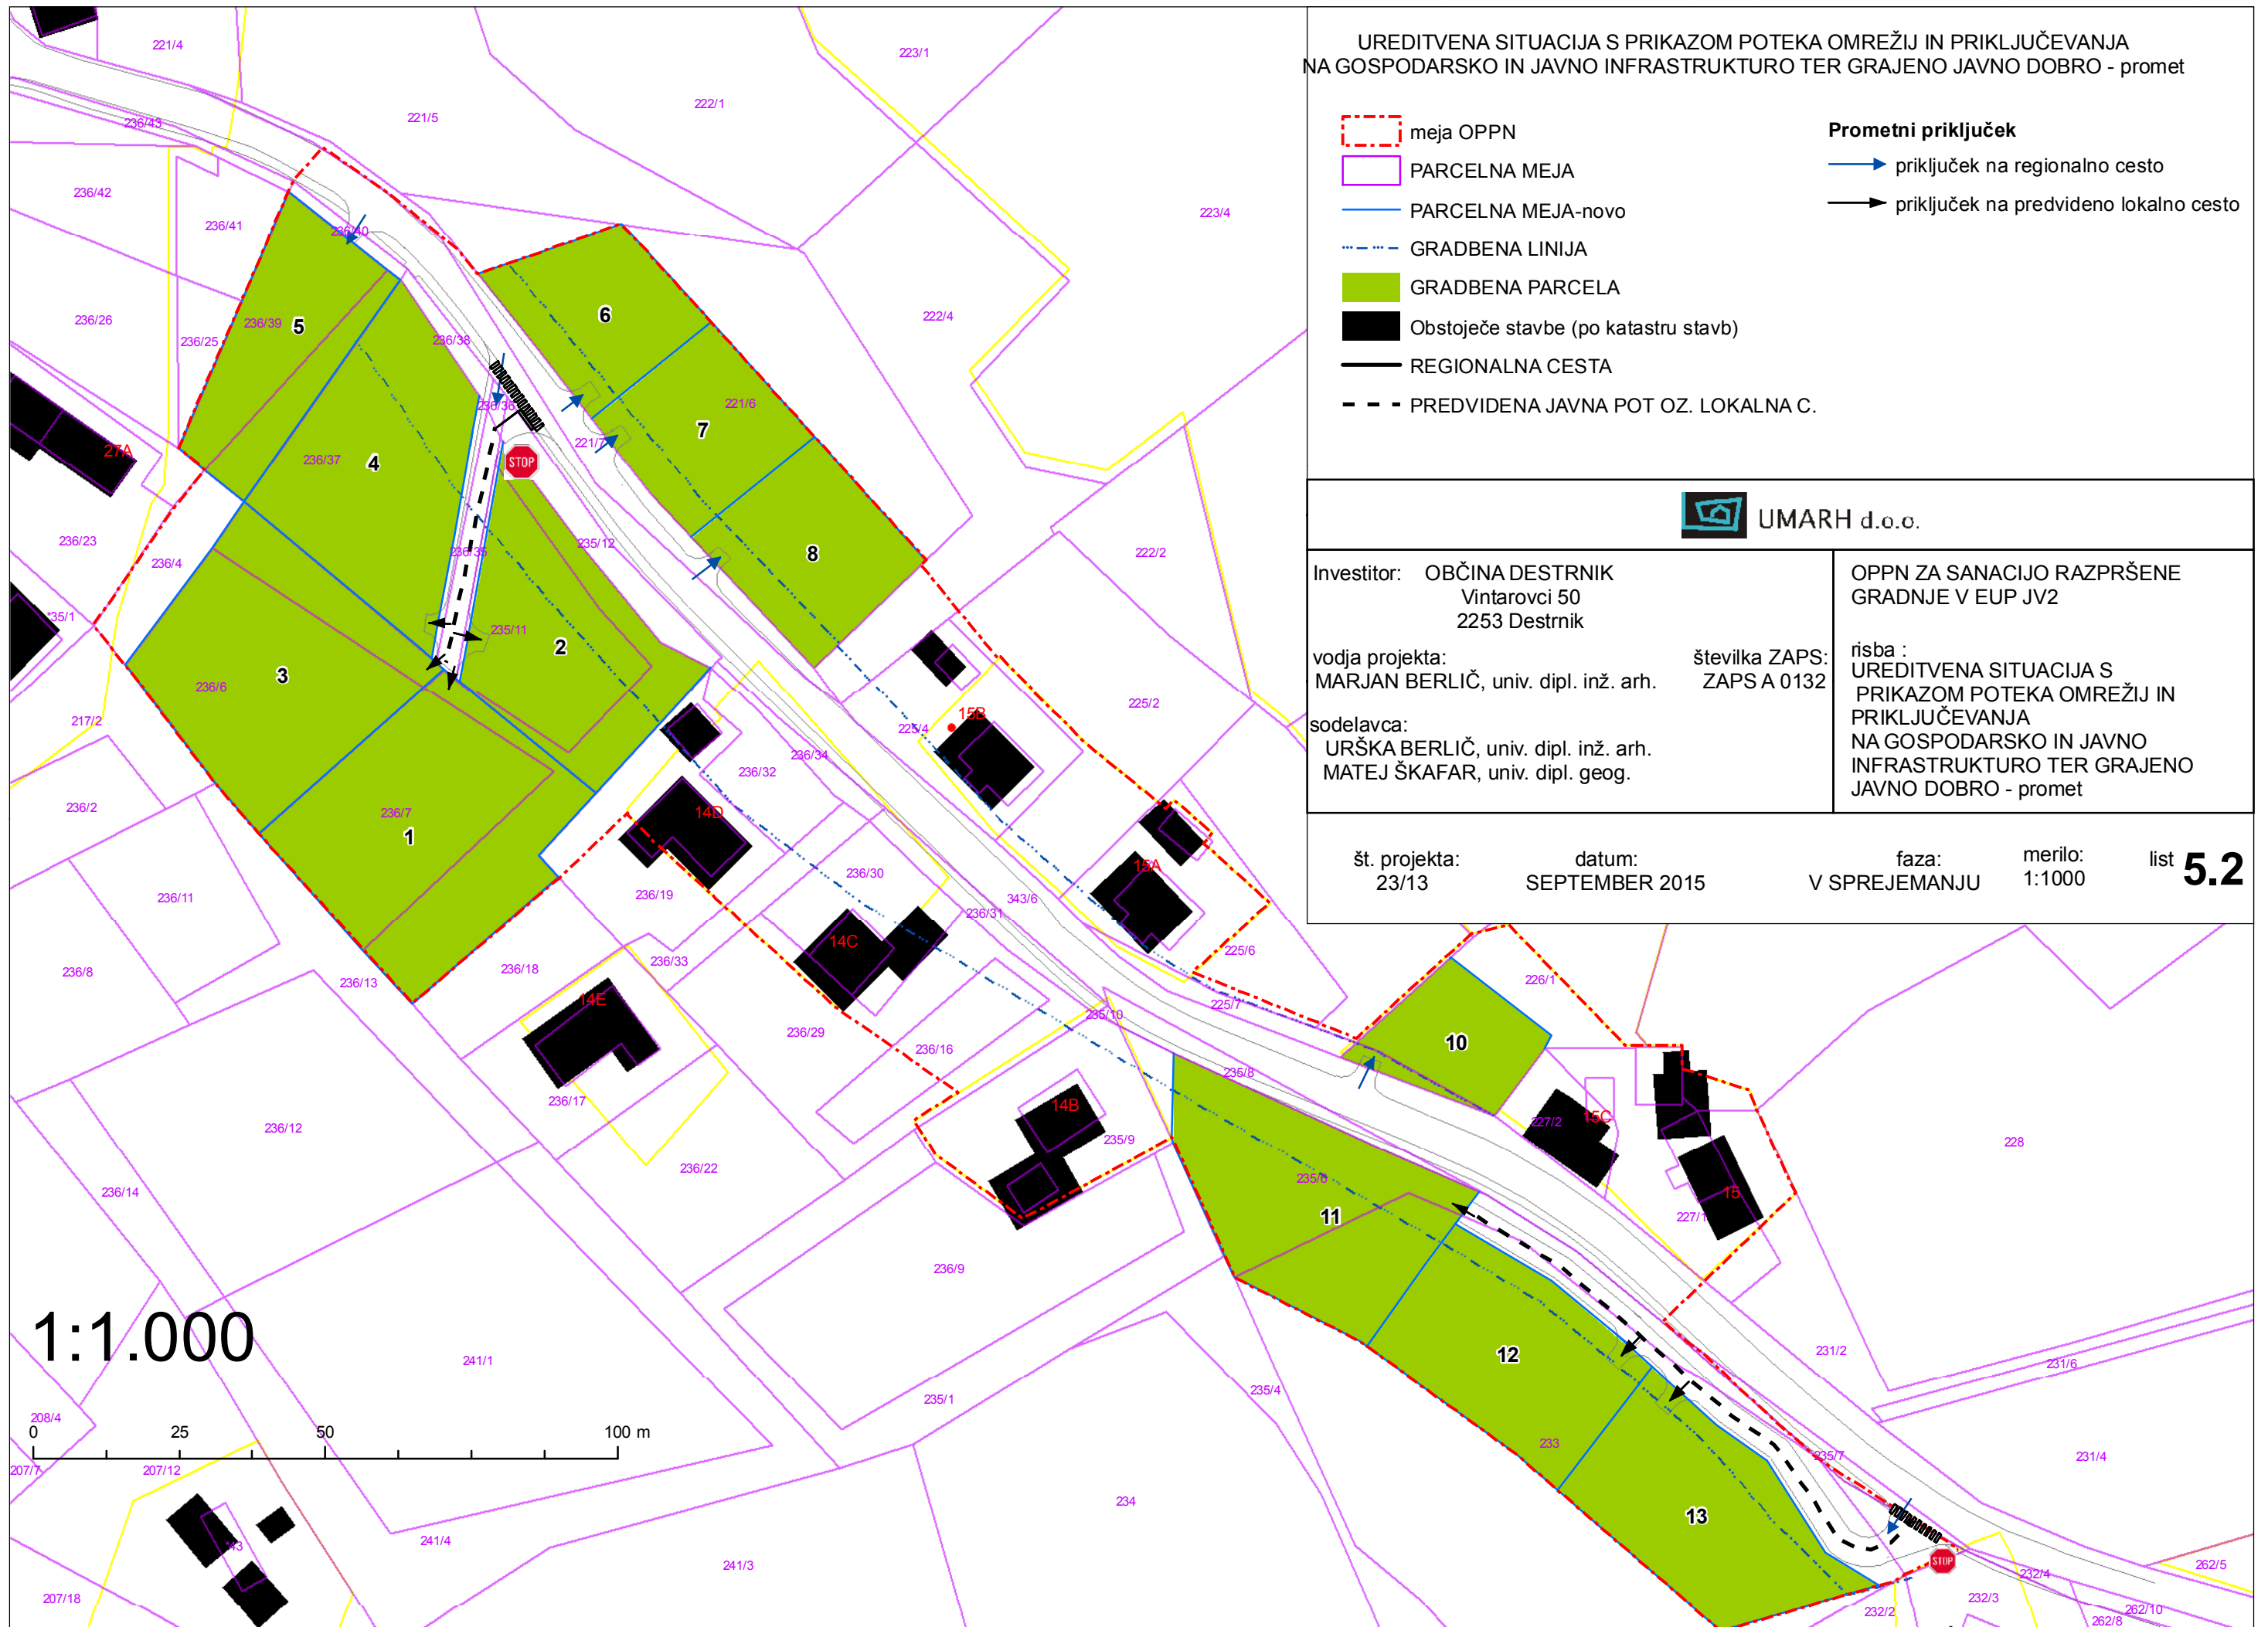 UREDITVENA SITUACIJA S PRIKAZOM POTEKA OMREŽIJ IN PRIKLJUČEVANJA
NA GOSPODARSKO IN JAVNO INFRASTRUKTURO TER GRAJENO JAVNO DOBRO - promet
meja OPPN
PARCELNA MEJA
PARCELNA MEJA-novo
GRADBENA LINIJA
GRADBENA PARCELA
Obstoječe stavbe (po katastru stavb)
REGIONALNA CESTA
PREDVIDENA JAVNA POT OZ. LOKALNA C.
Prometni priključek
priključek na regionalno cesto
priključek na predvideno lokalno cesto
UMARH d.o.o.
Investitor: OBČINA DESTRNIK
Vintarovci 50
2253 Destrnik
vodja projekta:
MARJAN BERLIČ, univ. dipl. inž. arh.
številka ZAPS:
ZAPS A 0132
sodelavca:
URŠKA BERLIČ, univ. dipl. inž. arh.
MATEJ ŠKAFAR, univ. dipl. geog.
OPPN ZA SANACIJO RAZPRŠENE
GRADNJE V EUP JV2
risba :
UREDITVENA SITUACIJA S
PRIKAZOM POTEKA OMREŽIJ IN
PRIKLJUČEVANJA
NA GOSPODARSKO IN JAVNO
INFRASTRUKTURO TER GRAJENO
JAVNO DOBRO - promet
št. projekta:
23/13
datum:
SEPTEMBER 2015
faza:
V SPREJEMANJU
merilo:
1:1000
list 5.2
221/4
223/1
222/1
221/5
236/43
236/42
236/41
236/40
223/4
236/26
236/25
236/39
5
236/38
6
222/4
236/36
221/6
7
221/7
27A
236/37
4
STOP
236/23
236/4
236/35
235/12
8
222/2
235/11
2
236/6
3
217/2
225/2
15B
225/4
236/34
236/32
236/2
236/7
1
14D
15A
236/30
236/11
236/19
343/6
236/31
14C
225/6
236/8
236/13
236/18
236/33
226/1
14E
225/7
235/10
236/29
10
236/16
235/8
236/17
14B
15C
227/2
236/12
235/9
228
236/22
236/14
235/6
15
11
227/1
236/9
1:1.000
241/1
12
231/2
231/6
235/1
235/4
208/4
0 25 50 100 m
233
235/7
231/4
207/7
207/12
234
13
241/4
241/3
STOP
262/5
232/4
207/18
232/3
232/2
262/10
262/8